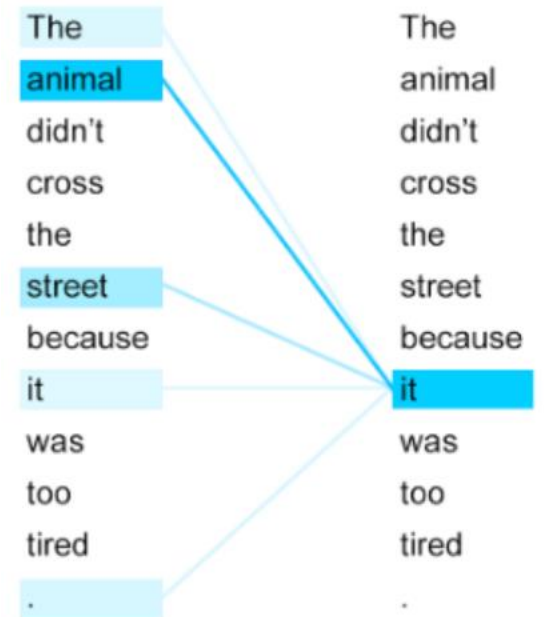 The The
animal animal
didn’t didn’t
cross cross
the the
street street
because because
it it
was was
too too
tired tired
. .